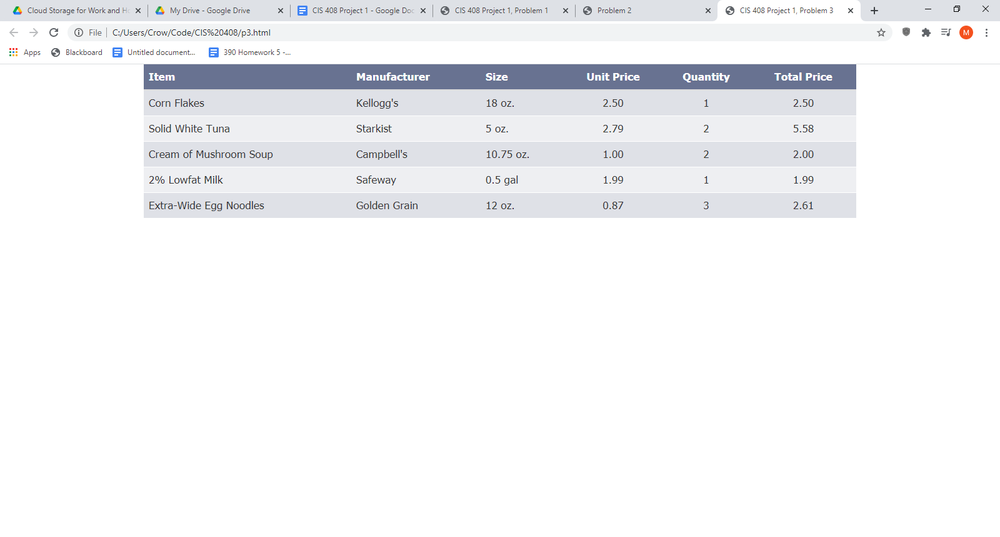 Cloud Storage for Work and Ho
My Drive - Google Drive
CIS 408 Project 1 - Google Doc
CIS 408 Project 1, Problem 1
Problem 2
CIS 408 Project 1, Problem 3
File C:/Users/Crow/Code/CIS%20408/p3.html M
Apps Blackboard Untitled document... 390 Homework 5 -...
Item Manufacturer Size Unit Price Quantity Total Price
Corn Flakes Kellogg's 18 oz. 2.50 1 2.50
Solid White Tuna Starkist 5 oz. 2.79 2 5.58
Cream of Mushroom Soup Campbell's 10.75 oz. 1.00 2 2.00
2% Lowfat Milk Safeway 0.5 gal 1.99 1 1.99
Extra-Wide Egg Noodles Golden Grain 12 oz. 0.87 3 2.61